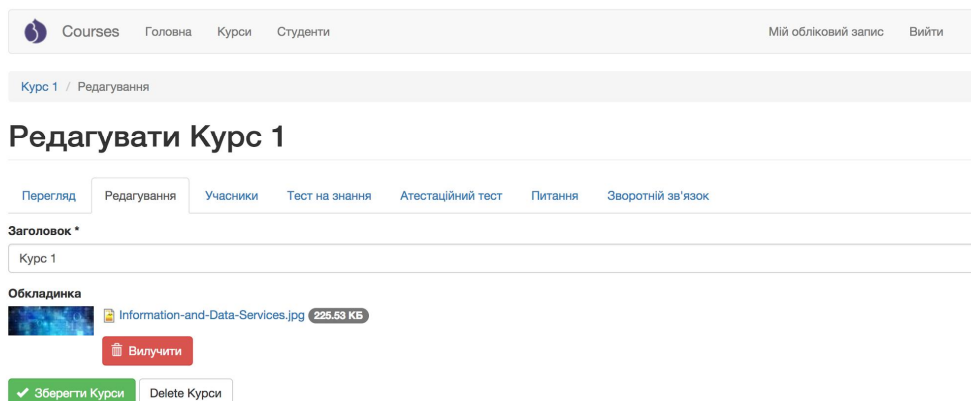 Courses Головна Курси Студенти Мій обліковий запис Вийти
Курс 1 / Редагування
Редагувати Курс 1
Перегляд Редагування Учасники Тест на знання Атестаційний тест Питання Зворотній зв'язок
Заголовок *
Курс 1
Обкладинка
Information-and-Data-Services.jpg 225.53 КБ
Вилучити
Зберегти Курси Delete Курси